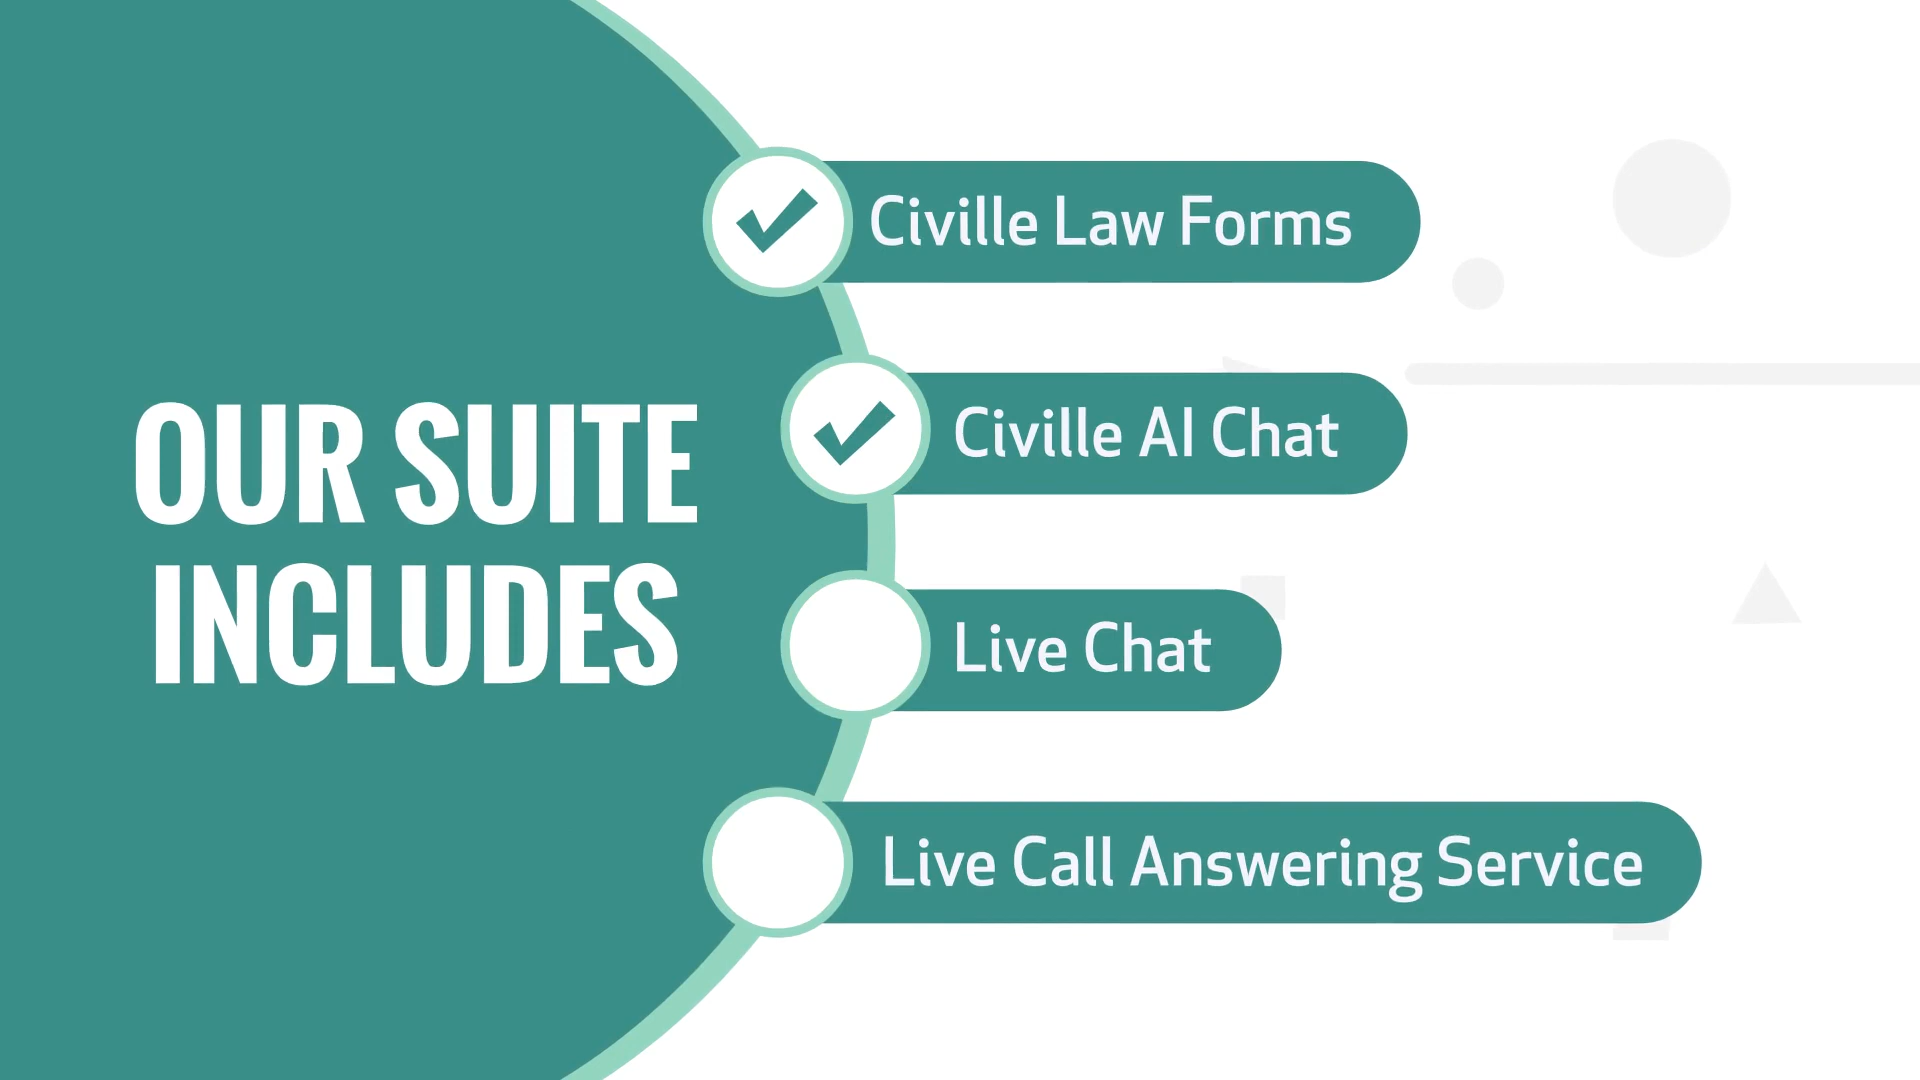 OUR SUITE
INCLUDES
Civille Law Forms
Civille AI Chat
Live Chat
Live Call Answering Service